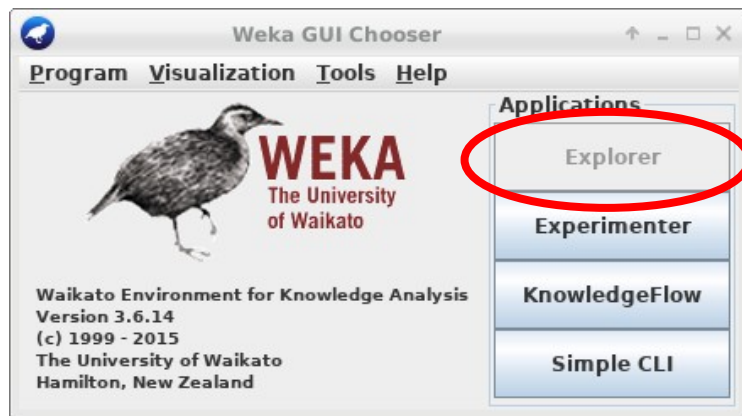 Weka GUI Chooser
Program Visualization Tools Help
WEKA
The University
of Waikato
Waikato Environment for Knowledge Analysis
Version 3.6.14
(c) 1999 - 2015
The University of Waikato
Hamilton, New Zealand
Applications
Explorer
Experimenter
KnowledgeFlow
Simple CLI